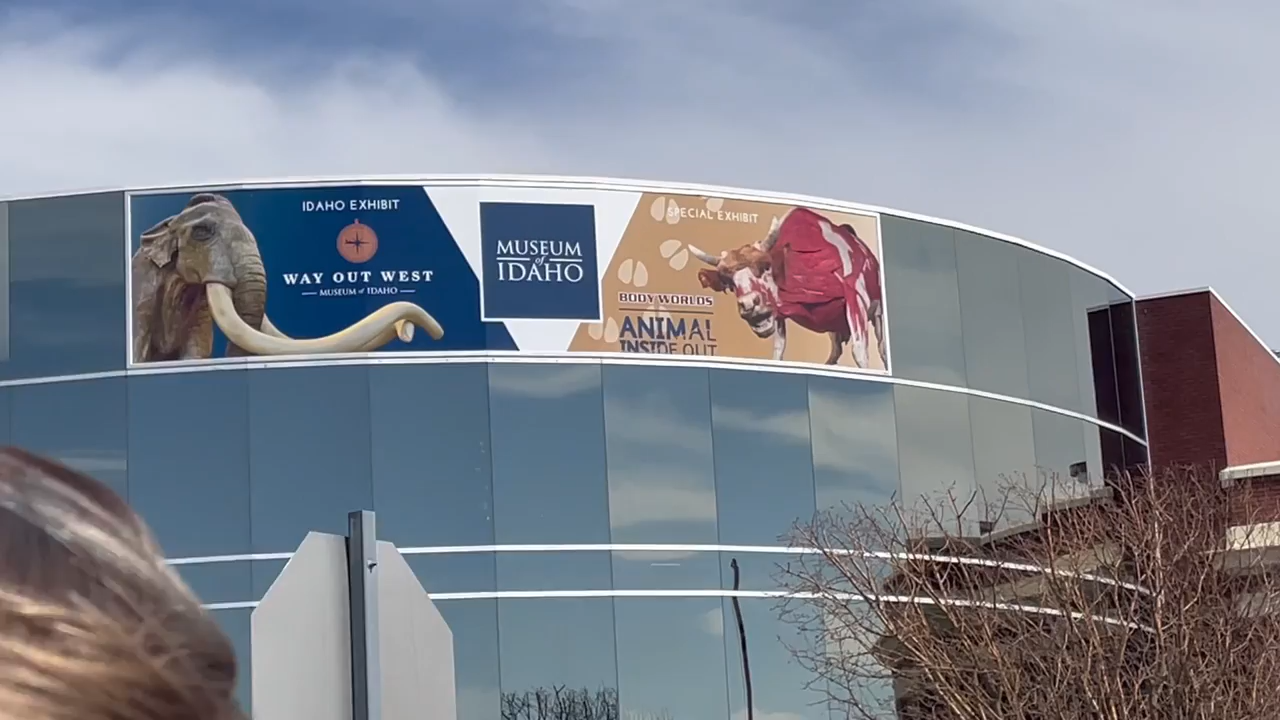 IDAHO EXHIBIT
WAY OUT WEST
MUSEUM of IDAHO
MUSEUM
of
IDAHO
SPECIAL EXHIBIT
BODY WORLDS
ANIMAL
INSIDE OUT